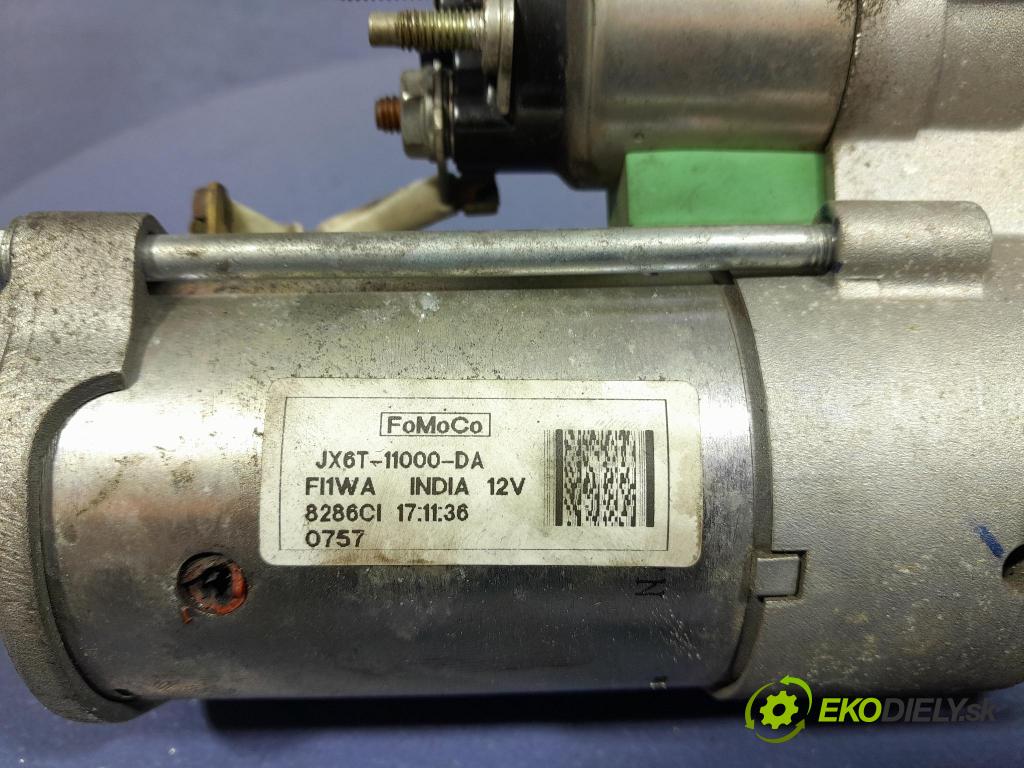 FoMoCo
JX6T-11000-DA
FI1WA INDIA 12V
8286CI 17:11:36
0757
N
EKODIELY.sk